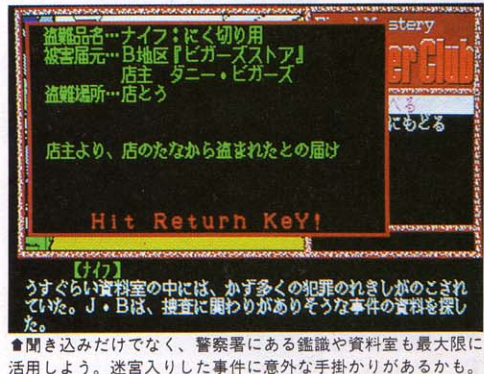 盗難品名…ナイフ：にく切り用
被害届元…B地区『ビガーズストア』
店主 ダニー・ビガーズ
盗難場所…店とう
店主より、店のたなから盗まれたとの届け
Hit Return KeY!
stery
er Club
べる
にもどる
【ナイフ】
うすぐらい資料室の中には、かず多くの犯罪のれきしがのこされ
ていた。J・Bは、捜査に関わりがありそうな事件の資料を探し
た。
⬆聞き込みだけでなく、警察署にある鑑識や資料室も最大限に
活用しよう。迷宮入りした事件に意外な手掛かりがあるかも。